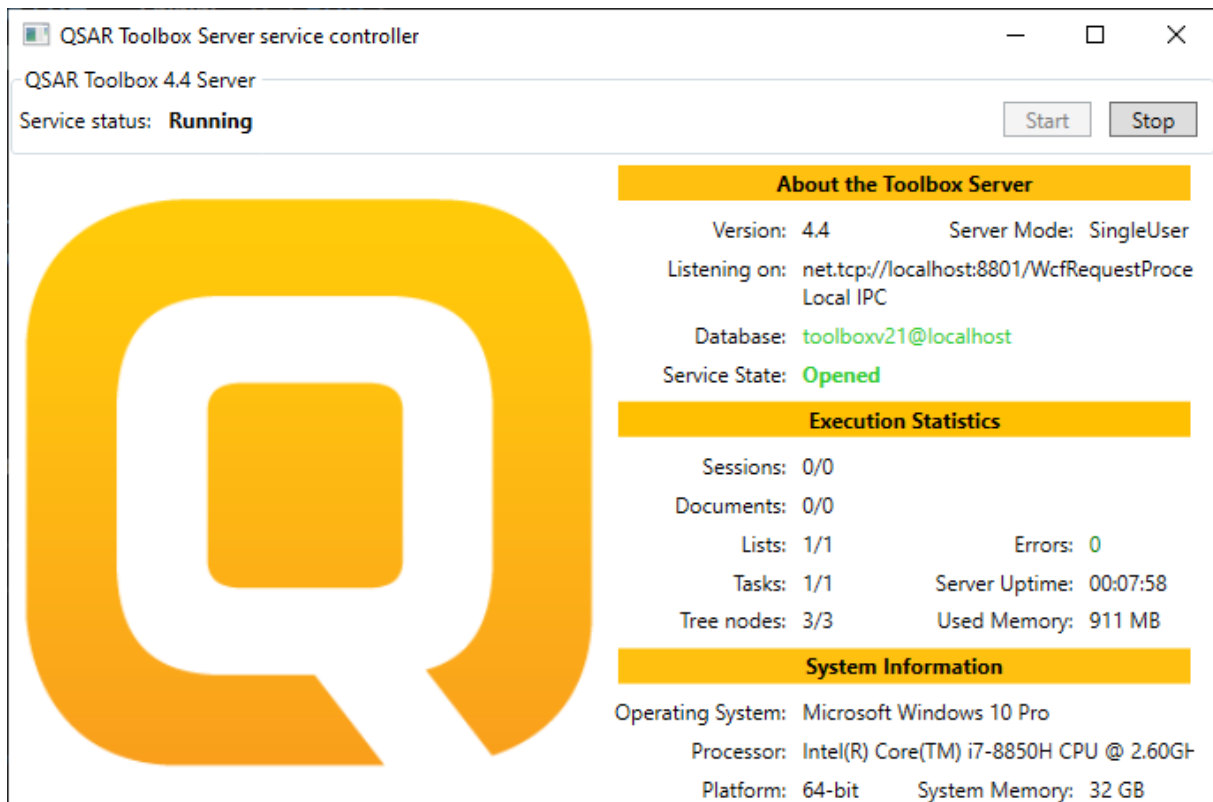 QSAR Toolbox Server service controller
QSAR Toolbox 4.4 Server
Service status: Running Start Stop
About the Toolbox Server
Version: 4.4 Server Mode: SingleUser
Listening on: net.tcp://localhost:8801/WcfRequestProce
Local IPC
Database: toolboxv21@localhost
Service State: Opened
Execution Statistics
Sessions: 0/0
Documents: 0/0
Lists: 1/1 Errors: 0
Tasks: 1/1 Server Uptime: 00:07:58
Tree nodes: 3/3 Used Memory: 911 MB
System Information
Operating System: Microsoft Windows 10 Pro
Processor: Intel(R) Core(TM) i7-8850H CPU @ 2.60GH
Platform: 64-bit System Memory: 32 GB